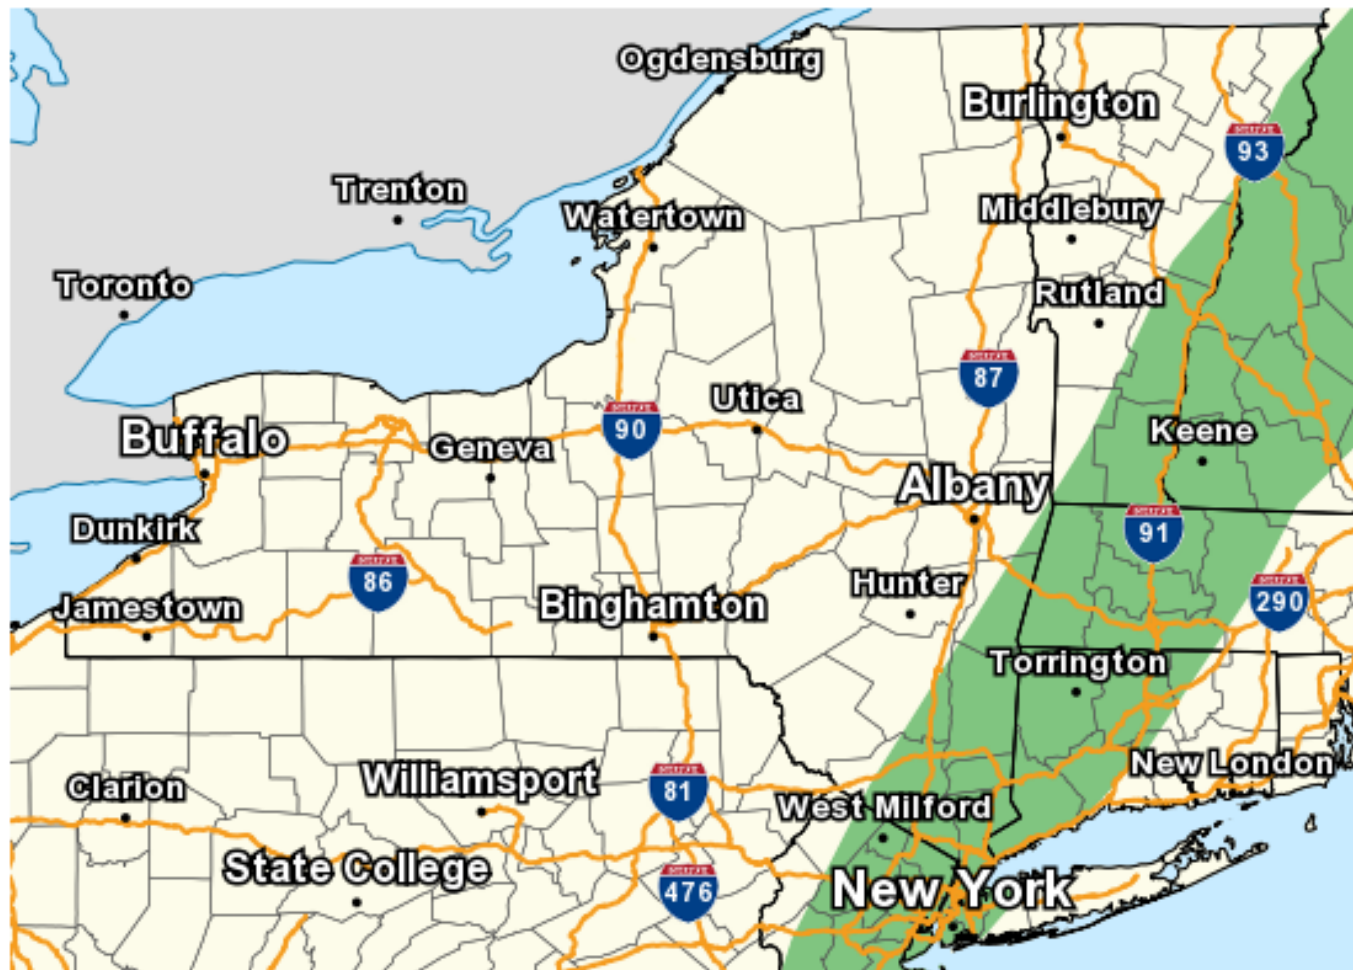 Ogdensburg
Burlington
93
Trenton
Watertown
Middlebury
Toronto
Rutland
87
Utica
90
Buffalo
Geneva
Keene
Albany
Dunkirk
91
86
Hunter
290
Jamestown
Binghamton
Torrington
Williamsport
81
New London
Clarion
West Milford
State College
476
New York